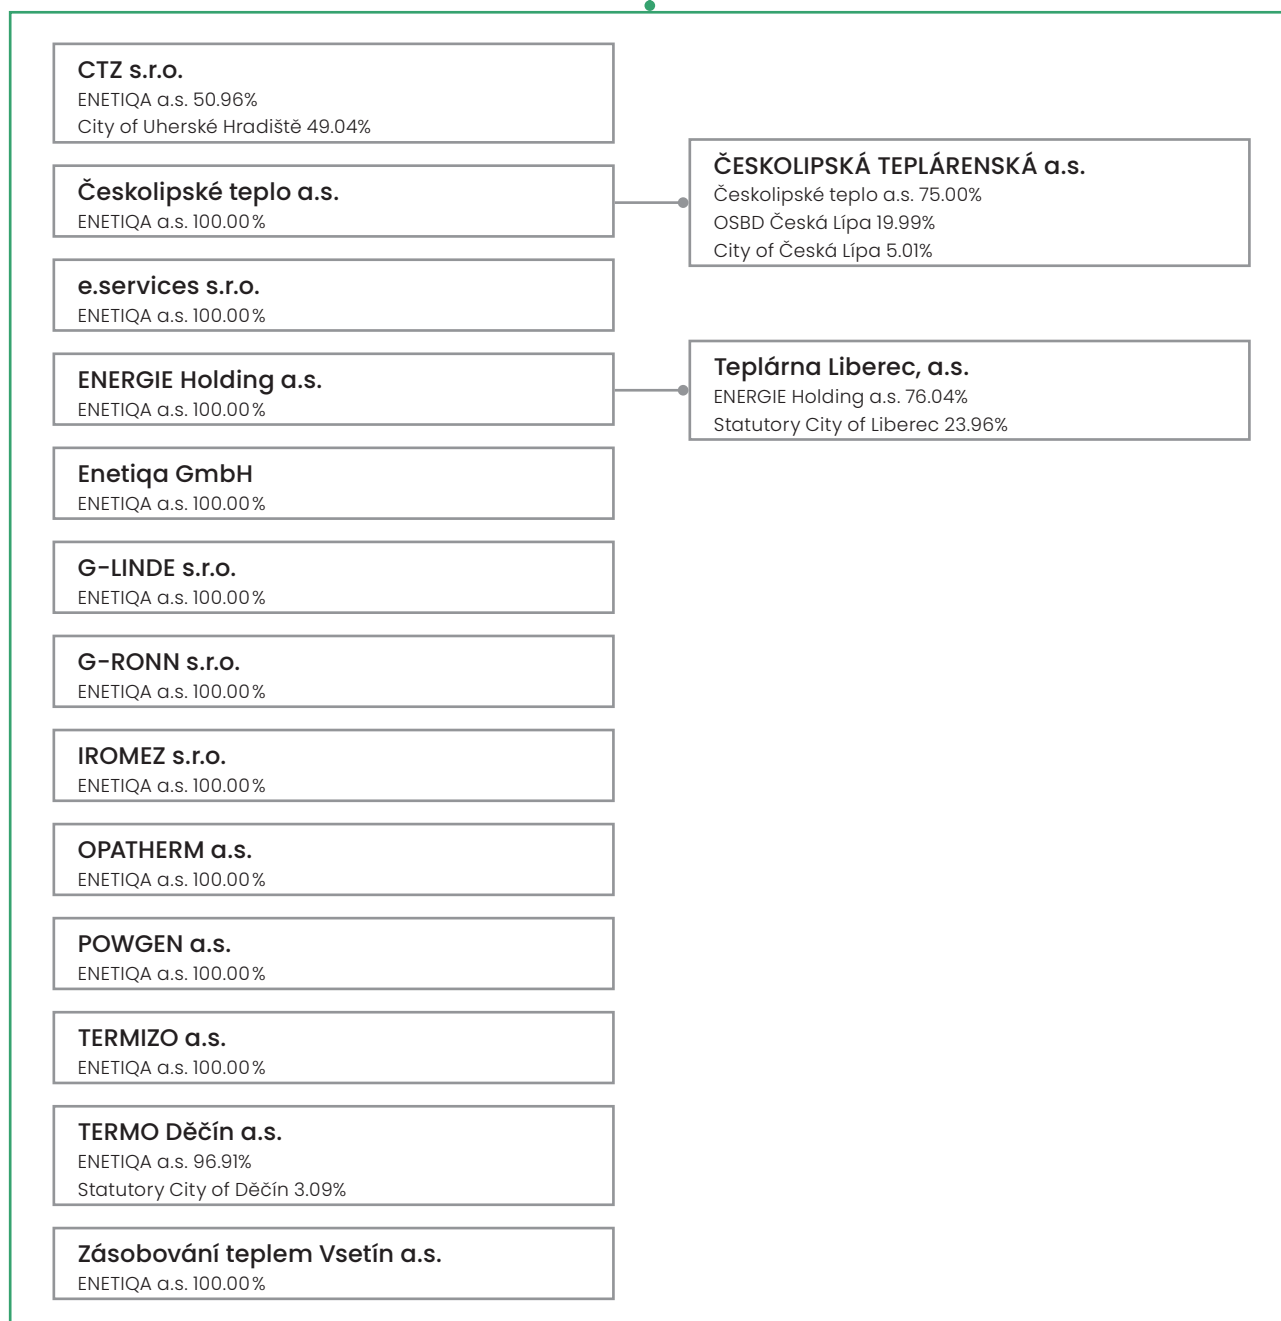 CTZ s.r.o.
ENETIQA a.s. 50.96%
City of Uherské Hradiště 49.04%
Českolipské teplo a.s.
ENETIQA a.s. 100.00%
ČESKOLIPSKÁ TEPLÁRENSKÁ a.s.
Českolipské teplo a.s. 75.00%
OSBD Česká Lípa 19.99%
City of Česká Lípa 5.01%
e.services s.r.o.
ENETIQA a.s. 100.00%
ENERGIE Holding a.s.
ENETIQA a.s. 100.00%
Teplárna Liberec, a.s.
ENERGIE Holding a.s. 76.04%
Statutory City of Liberec 23.96%
Enetiqa GmbH
ENETIQA a.s. 100.00%
G-LINDE s.r.o.
ENETIQA a.s. 100.00%
G-RONN s.r.o.
ENETIQA a.s. 100.00%
IROMEZ s.r.o.
ENETIQA a.s. 100.00%
OPATHERM a.s.
ENETIQA a.s. 100.00%
POWGEN a.s.
ENETIQA a.s. 100.00%
TERMIZO a.s.
ENETIQA a.s. 100.00%
TERMO Děčín a.s.
ENETIQA a.s. 96.91%
Statutory City of Děčín 3.09%
Zásobování teplem Vsetín a.s.
ENETIQA a.s. 100.00%